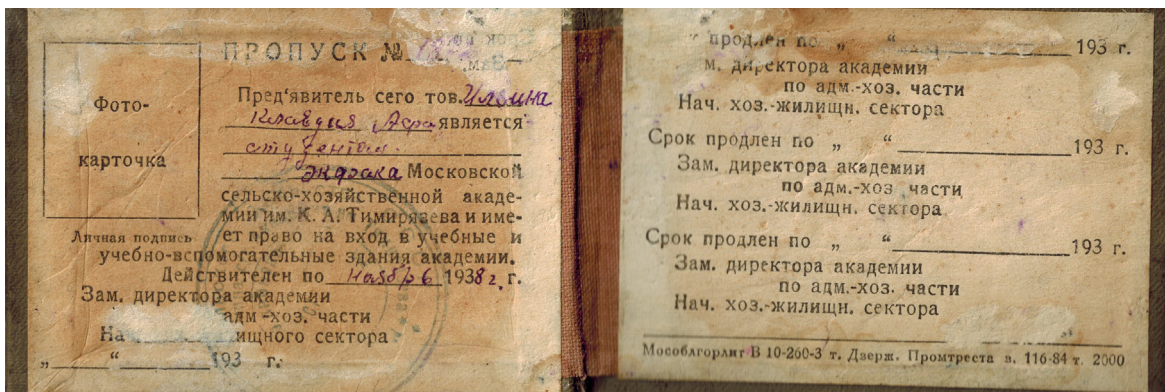 ПРОПУСК №
Фото-
карточка
Личная подпись
Пред'явитель сего тов. Ильина
Клавдия является
студентом
экфака Московской
сельско-хозяйственной акаде-
мии им. К. А. Тимирязева и име-
ет право на вход в учебные и
учебно-вспомогательные здания академии.
Действителен по ноябрь 1938 г. г.
Зам. директора академии
адм-хоз. части
На ищного сектора
„ “ 193 г.
продлен по „ “ 193 г.
м. директора академии
по адм.-хоз. части
Нач. хоз.-жилищн. сектора
Срок продлен по „ “ 193 г.
Зам. директора академии
по адм.-хоз части
Нач. хоз.-жилищн. сектора
Срок продлен по „ “ 193 г.
Зам. директора академии
по адм.-хоз. части
Нач. хоз.-жилищн. сектора
Мособлгорлит В 10-260-3 т. Дзерж. Промтреста з. 116-84 т. 2000